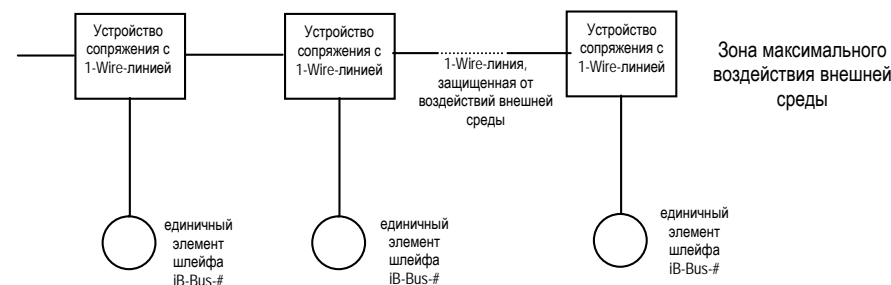 Устройство
сопряжения с
1-Wire-линией
Устройство
сопряжения с
1-Wire-линией
1-Wire-линия,
защищенная от
воздействий внешней
среды
Устройство
сопряжения с
1-Wire-линией
Зона максимального
воздействия внешней
среды
единичный
элемент
шлейфа
iB-Bus-#
единичный
элемент
шлейфа
iB-Bus-#
единичный
элемент
шлейфа
iB-Bus-#